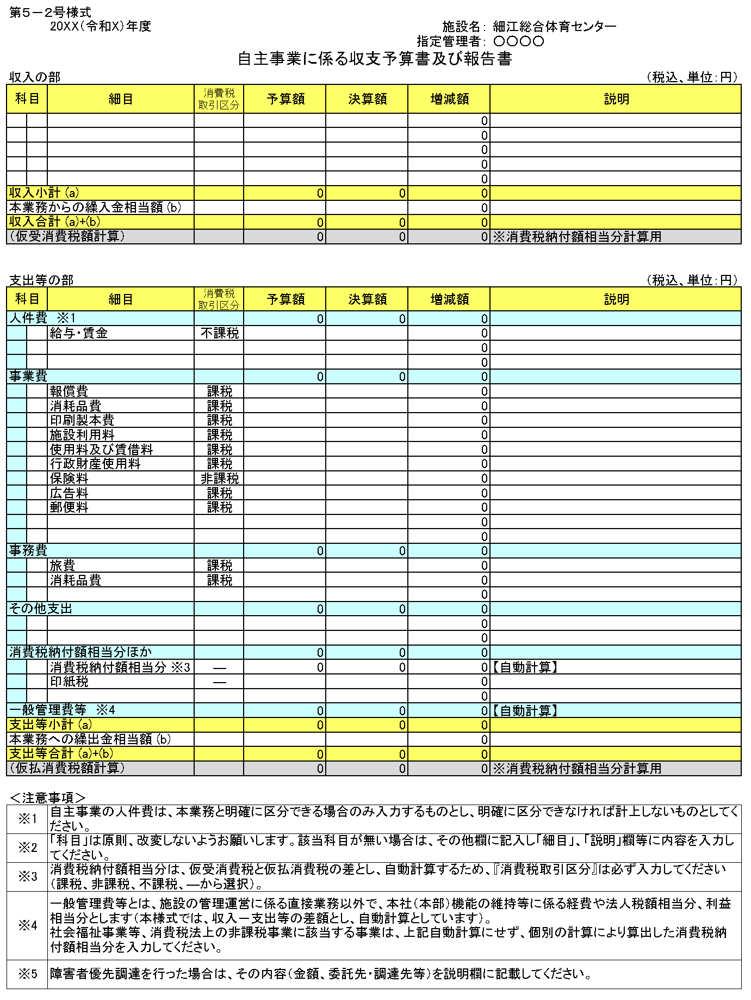 第５－２号様式
20XX（令和X）年度
施設名： 細江総合体育センター
指定管理者： 〇〇〇〇
自主事業に係る収支予算書及び報告書
収入の部 （税込、単位：円）
科目 細目 消費税取引区分 予算額 決算額 増減額 説明
0
0
0
0
0
収入小計 (a) 0 0 0
本業務からの繰入金相当額 (b) 0
収入合計 (a)+(b) 0 0 0
（仮受消費税額計算） 0 0 0 ※消費税納付額相当分計算用
支出等の部 （税込、単位：円）
科目 細目 消費税取引区分 予算額 決算額 増減額 説明
人件費　※1 0 0 0
給与・賃金 不課税 0
0
0
事業費 0 0 0
報償費 課税 0
消耗品費 課税 0
印刷製本費 課税 0
施設利用料 課税 0
使用料及び賃借料 課税 0
行政財産使用料 課税 0
保険料 非課税 0
広告料 課税 0
郵便料 課税 0
0
0
事務費 0 0 0
旅費 課税 0
消耗品費 課税 0
0
その他支出 0 0 0
0
0
消費税納付額相当分ほか 0 0 0
消費税納付額相当分 ※3 ― 0 0 0 【自動計算】
印紙税 ― 0
0
一般管理費等　※4 0 0 0 【自動計算】
支出等小計 (a) 0 0 0
本業務への繰出金相当額 (b) 0
支出等合計 (a)+(b) 0 0 0
（仮払消費税額計算） 0 0 0 ※消費税納付額相当分計算用
＜注意事項＞
※1 自主事業の人件費は、本業務と明確に区分できる場合のみ入力するものとし、明確に区分できなければ計上しないものとしてく
ださい。
※2 「科目」は原則、改変しないようお願いします。該当科目が無い場合は、その他欄に記入し「細目」、「説明」欄等に内容を入力し
てください。
※3 消費税納付額相当分は、仮受消費税と仮払消費税の差とし、自動計算するため、『消費税取引区分』は必ず入力してください
（課税、非課税、不課税、―から選択）。
※4 一般管理費等とは、施設の管理運営に係る直接業務以外で、本社（本部）機能の維持等に係る経費や法人税額相当分、利益
相当分とします（本様式では、収入－支出等の差額とし、自動計算としています）。
社会福祉事業等、消費税法上の非課税事業に該当する事業は、上記自動計算にせず、個別の計算により算出した消費税納
付額相当分を入力してください。
※5 障害者優先調達を行った場合は、その内容（金額、委託先・調達先等）を説明欄に記載してください。